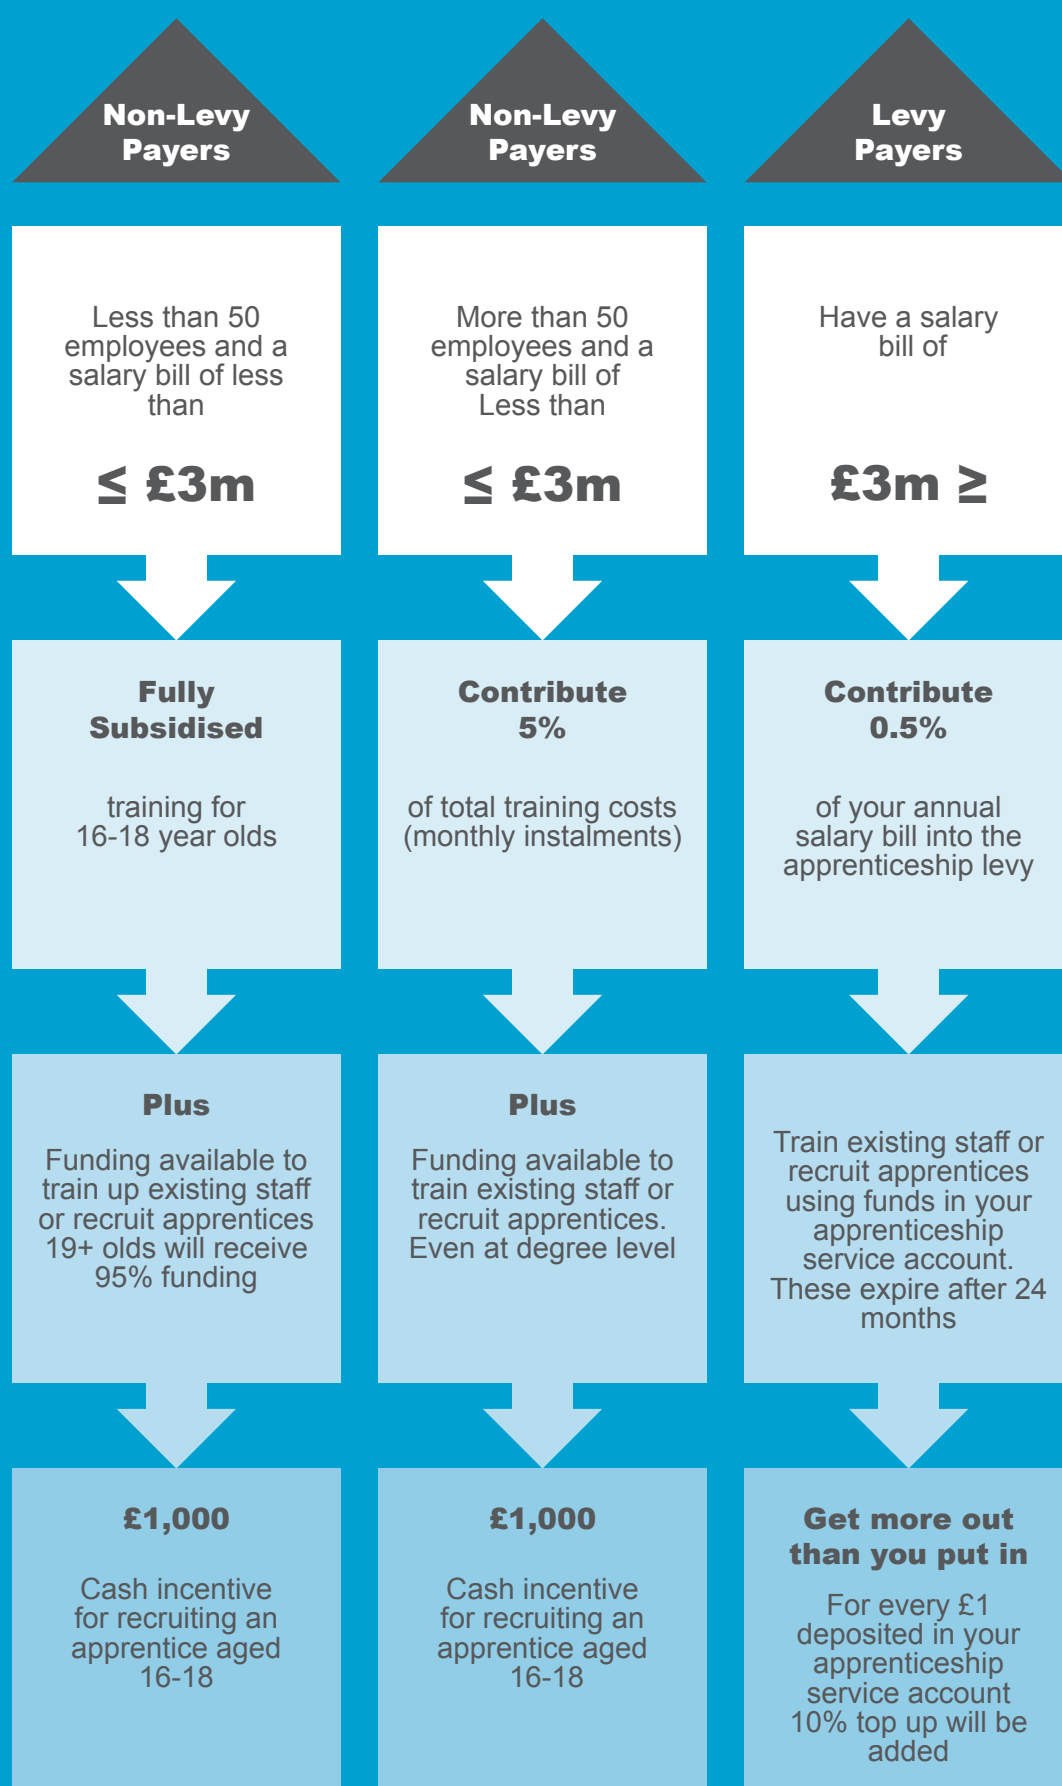 Non-Levy
Payers
Less than 50
employees and a
salary bill of less
than
≤ £3m
Fully
Subsidised
training for
16-18 year olds
Plus
Funding available to
train up existing staff
or recruit apprentices
19+ olds will receive
95% funding
£1,000
Cash incentive
for recruiting an
apprentice aged
16-18
Non-Levy
Payers
More than 50
employees and a
salary bill of
Less than
≤ £3m
Contribute
5%
of total training costs
(monthly instalments)
Plus
Funding available to
train existing staff or
recruit apprentices.
Even at degree level
£1,000
Cash incentive
for recruiting an
apprentice aged
16-18
Levy
Payers
Have a salary
bill of
£3m ≥
Contribute
0.5%
of your annual
salary bill into the
apprenticeship levy
Train existing staff or
recruit apprentices
using funds in your
apprenticeship
service account.
These expire after 24
months
Get more out
than you put in
For every £1
deposited in your
apprenticeship
service account
10% top up will be
added